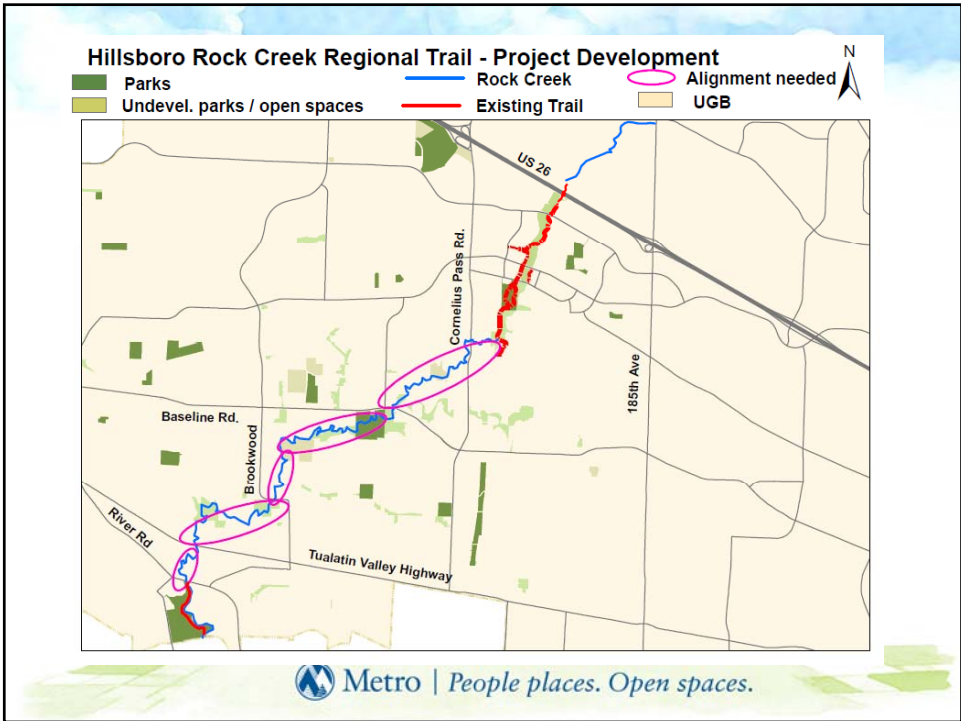 Hillsboro Rock Creek Regional Trail - Project Development
N
Parks
Rock Creek
Alignment needed
Undevel. parks / open spaces
Existing Trail
UGB
US 26
Cornelius Pass Rd.
185th Ave
Baseline Rd.
Brookwood
River Rd
Tualatin Valley Highway
Metro | People places. Open spaces.